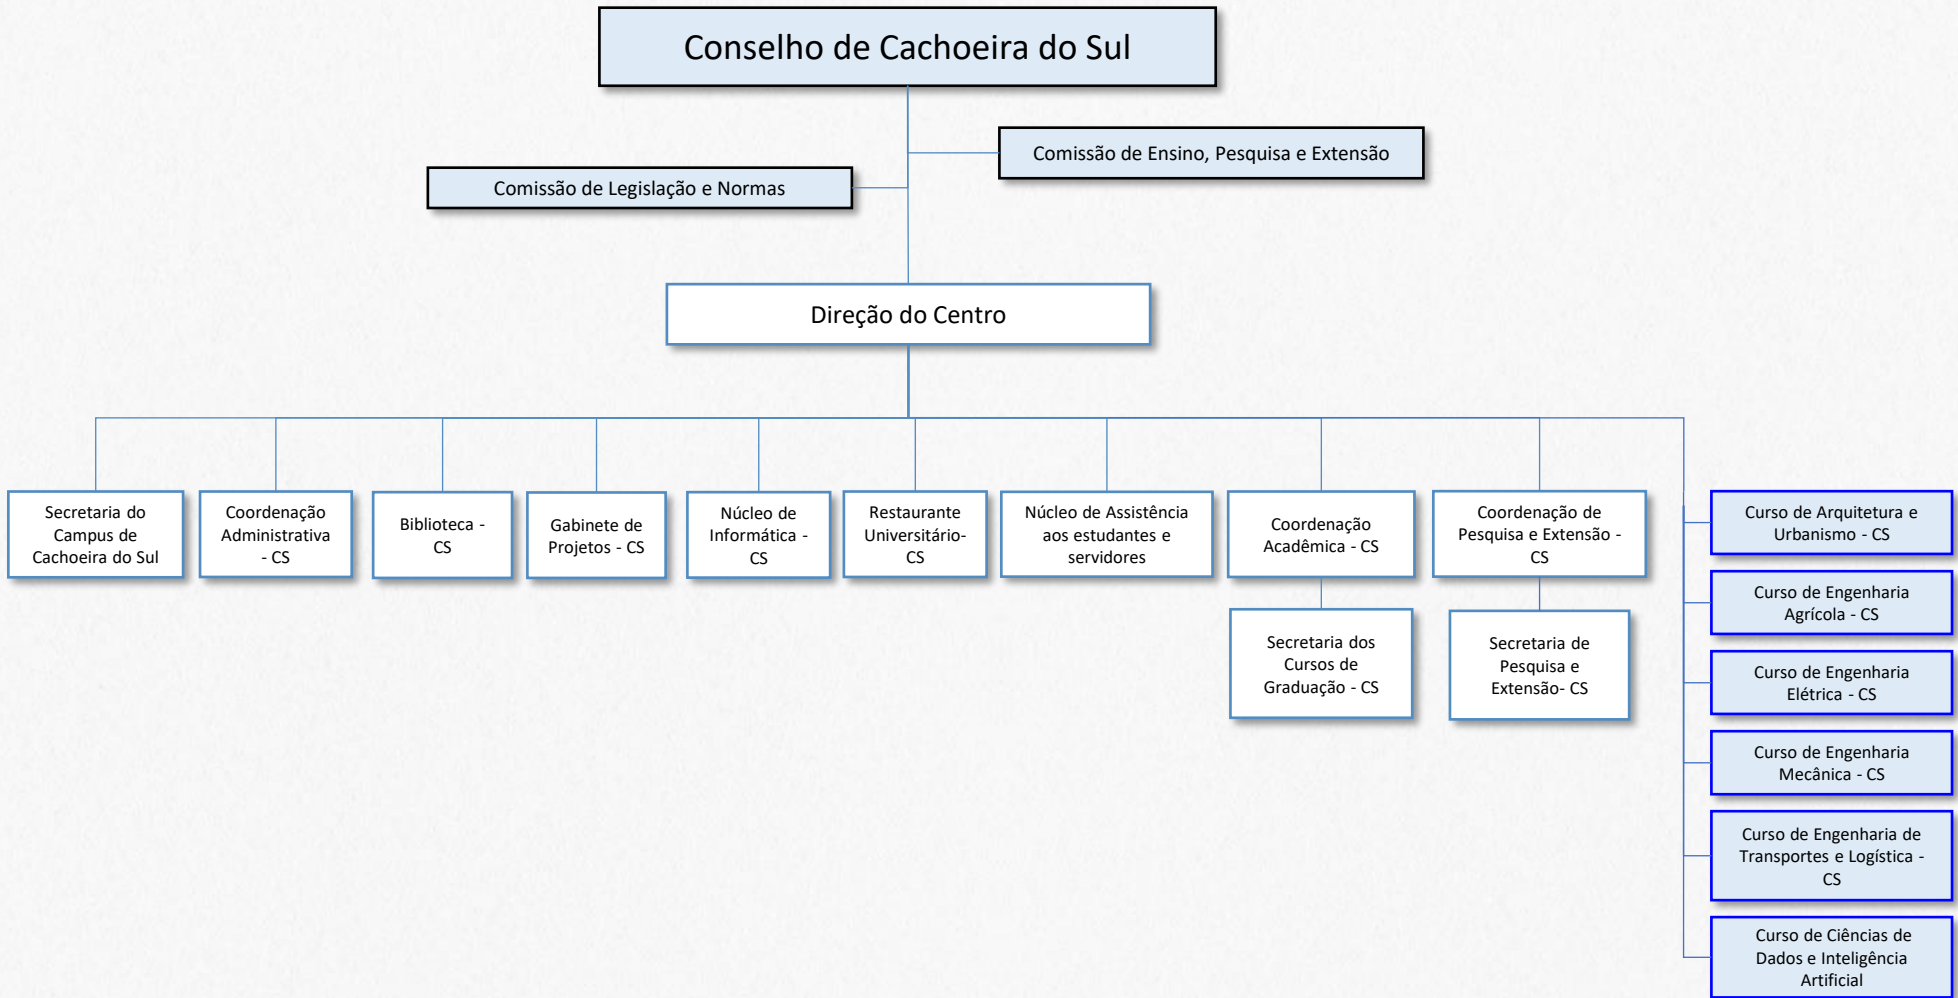 Conselho de Cachoeira do Sul
Comissão de Ensino, Pesquisa e Extensão
Comissão de Legislação e Normas
Direção do Centro
Secretaria do
Campus de
Cachoeira do Sul
Coordenação
Administrativa
- CS
Biblioteca -
CS
Gabinete de
Projetos - CS
Núcleo de
Informática -
CS
Restaurante
Universitário-
CS
Núcleo de Assistência
aos estudantes e
servidores
Coordenação
Acadêmica - CS
Coordenação de
Pesquisa e Extensão -
CS
Secretaria dos
Cursos de
Graduação - CS
Secretaria de
Pesquisa e
Extensão- CS
Curso de Arquitetura e
Urbanismo - CS
Curso de Engenharia
Agrícola - CS
Curso de Engenharia
Elétrica - CS
Curso de Engenharia
Mecânica - CS
Curso de Engenharia de
Transportes e Logística -
CS
Curso de Ciências de
Dados e Inteligência
Artificial